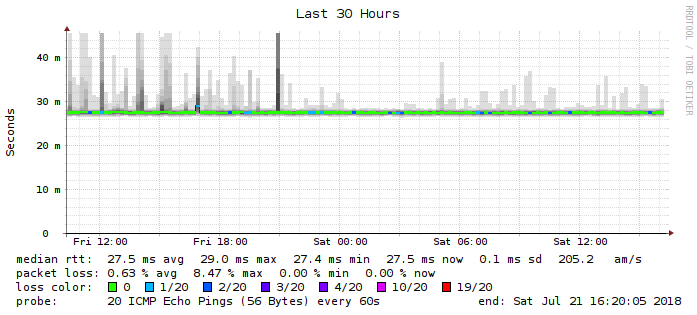 Last 30 Hours
RRDTOOL / TOBI OETIKER
Seconds
40 m
30 m
20 m
10 m
0
Fri 12:00 Fri 18:00 Sat 00:00 Sat 06:00 Sat 12:00
median rtt: 27.5 ms avg 29.0 ms max 27.4 ms min 27.5 ms now 0.1 ms sd 205.2 am/s
packet loss: 0.63 % avg 8.47 % max 0.00 % min 0.00 % now
loss color: 0 1/20 2/20 3/20 4/20 10/20 19/20
probe: 20 ICMP Echo Pings (56 Bytes) every 60s end: Sat Jul 21 16:20:05 2018